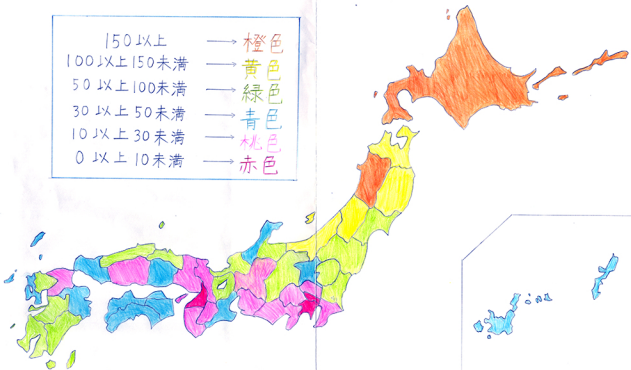 150以上 → 橙色
100以上150未満 → 黄色
50以上100未満 → 緑色
30以上50未満 → 青色
10以上30未満 → 桃色
0以上10未満 → 赤色